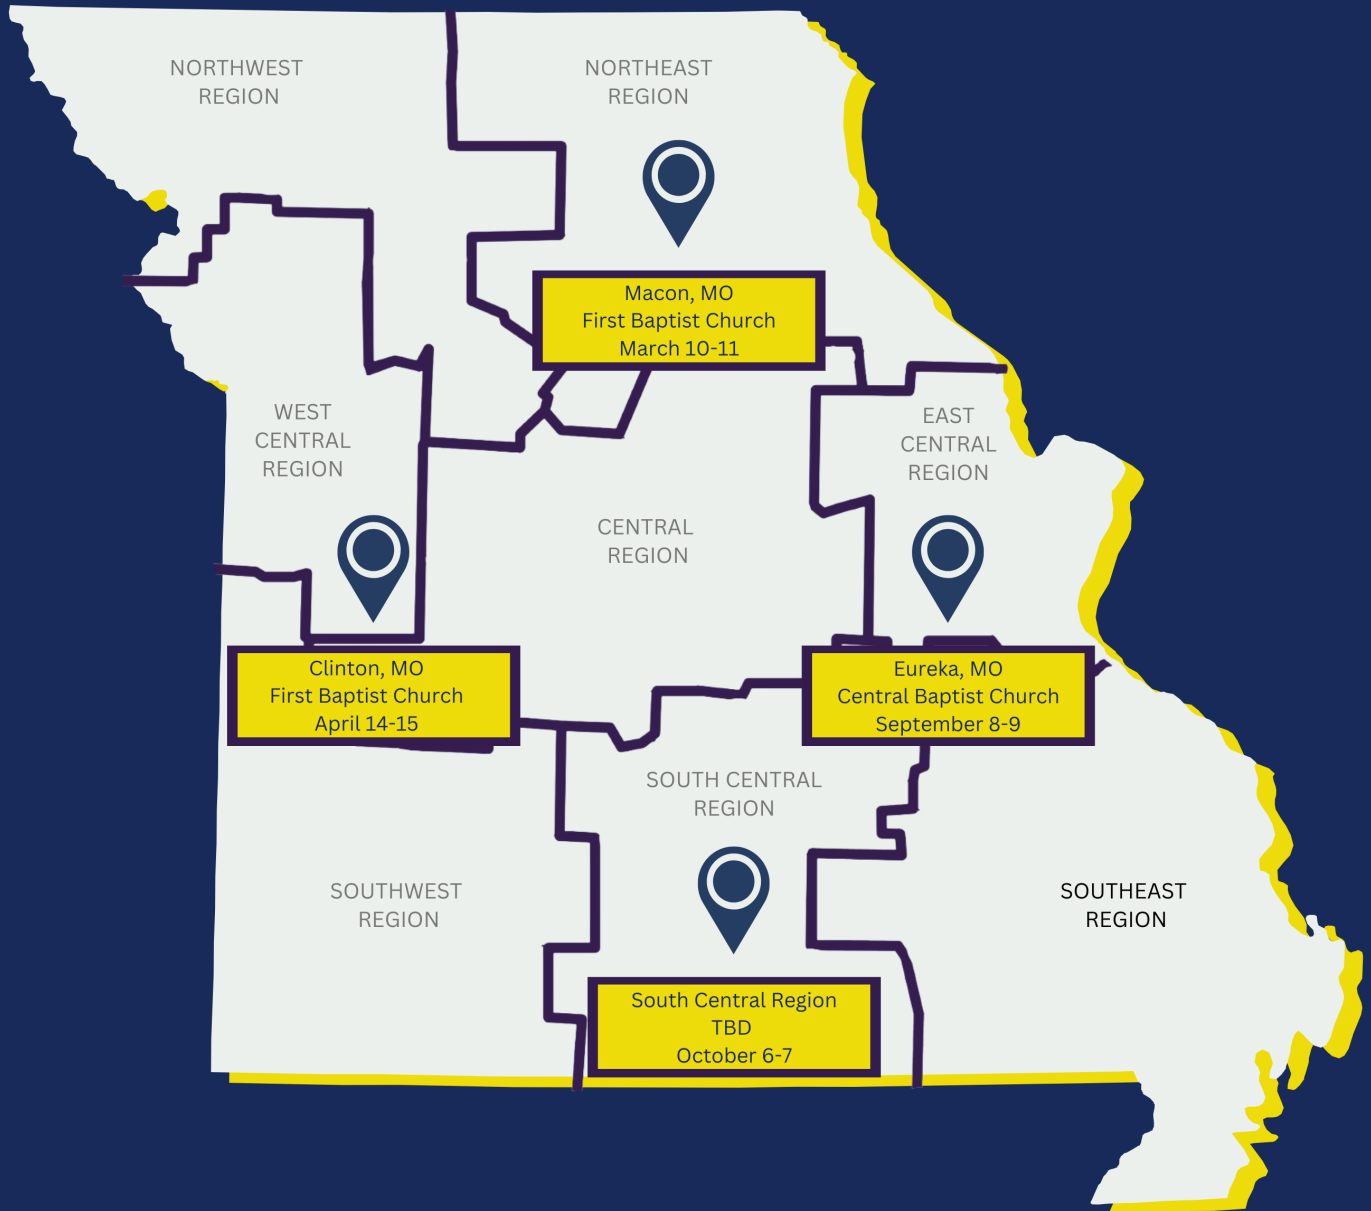 NORTHWEST
REGION
NORTHEAST
REGION
Macon, MO
First Baptist Church
March 10-11
WEST
CENTRAL
REGION
EAST
CENTRAL
REGION
CENTRAL
REGION
Clinton, MO
First Baptist Church
April 14-15
Eureka, MO
Central Baptist Church
September 8-9
SOUTH CENTRAL
REGION
SOUTHWEST
REGION
SOUTHEAST
REGION
South Central Region
TBD
October 6-7